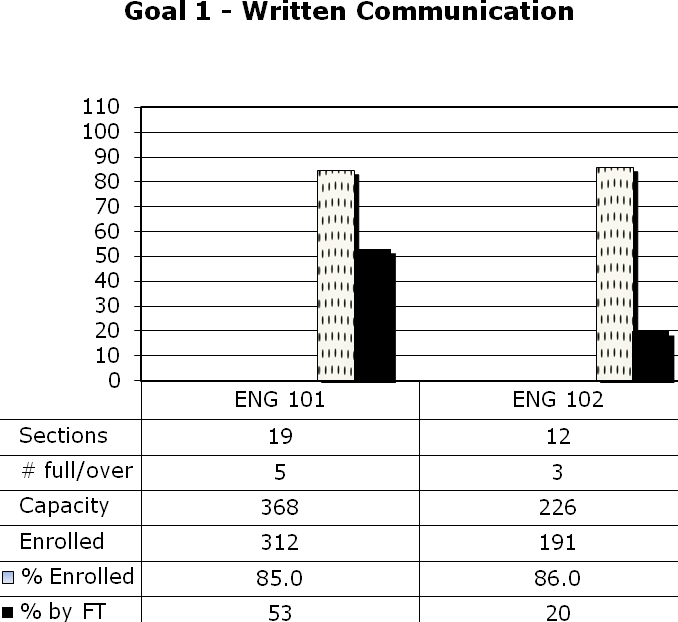 Goal 1 - Written Communication
110
100
90
80
70
60
50
40
30
20
10
0
ENG 101 ENG 102
Sections 19 12
# full/over 5 3
Capacity 368 226
Enrolled 312 191
% Enrolled 85.0 86.0
% by FT 53 20